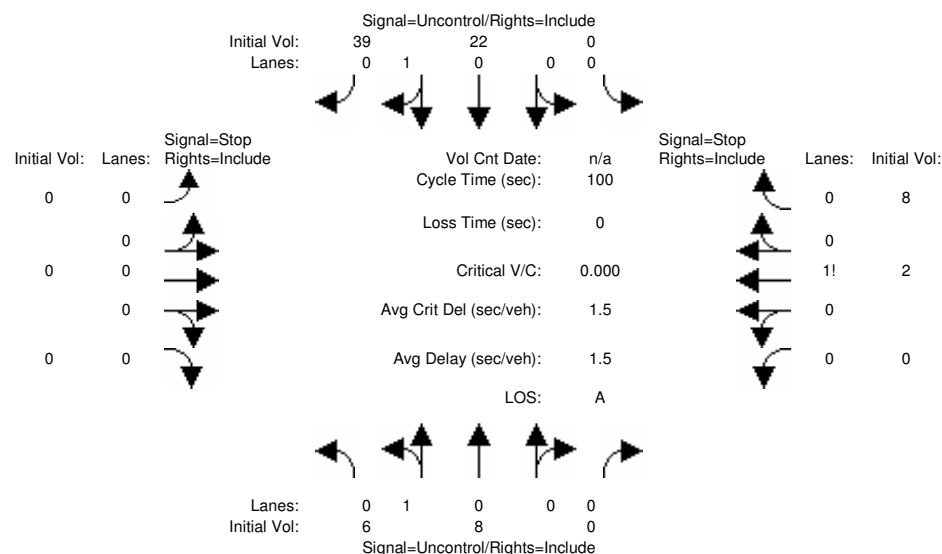 Signal=Uncontrol/Rights=Include
Initial Vol: 39 22 0
Lanes: 0 1 0 0 0
Signal=Stop Signal=Stop
Initial Vol: Lanes: Rights=Include Vol Cnt Date: n/a Rights=Include Lanes: Initial Vol:
Cycle Time (sec): 100
0 0 0 8
Loss Time (sec): 0
0 0
0 0 Critical V/C: 0.000 1! 2
0 Avg Crit Del (sec/veh): 1.5 0
0 0 Avg Delay (sec/veh): 1.5 0 0
LOS: A
Lanes: 0 1 0 0 0
Initial Vol: 6 8 0
Signal=Uncontrol/Rights=Include